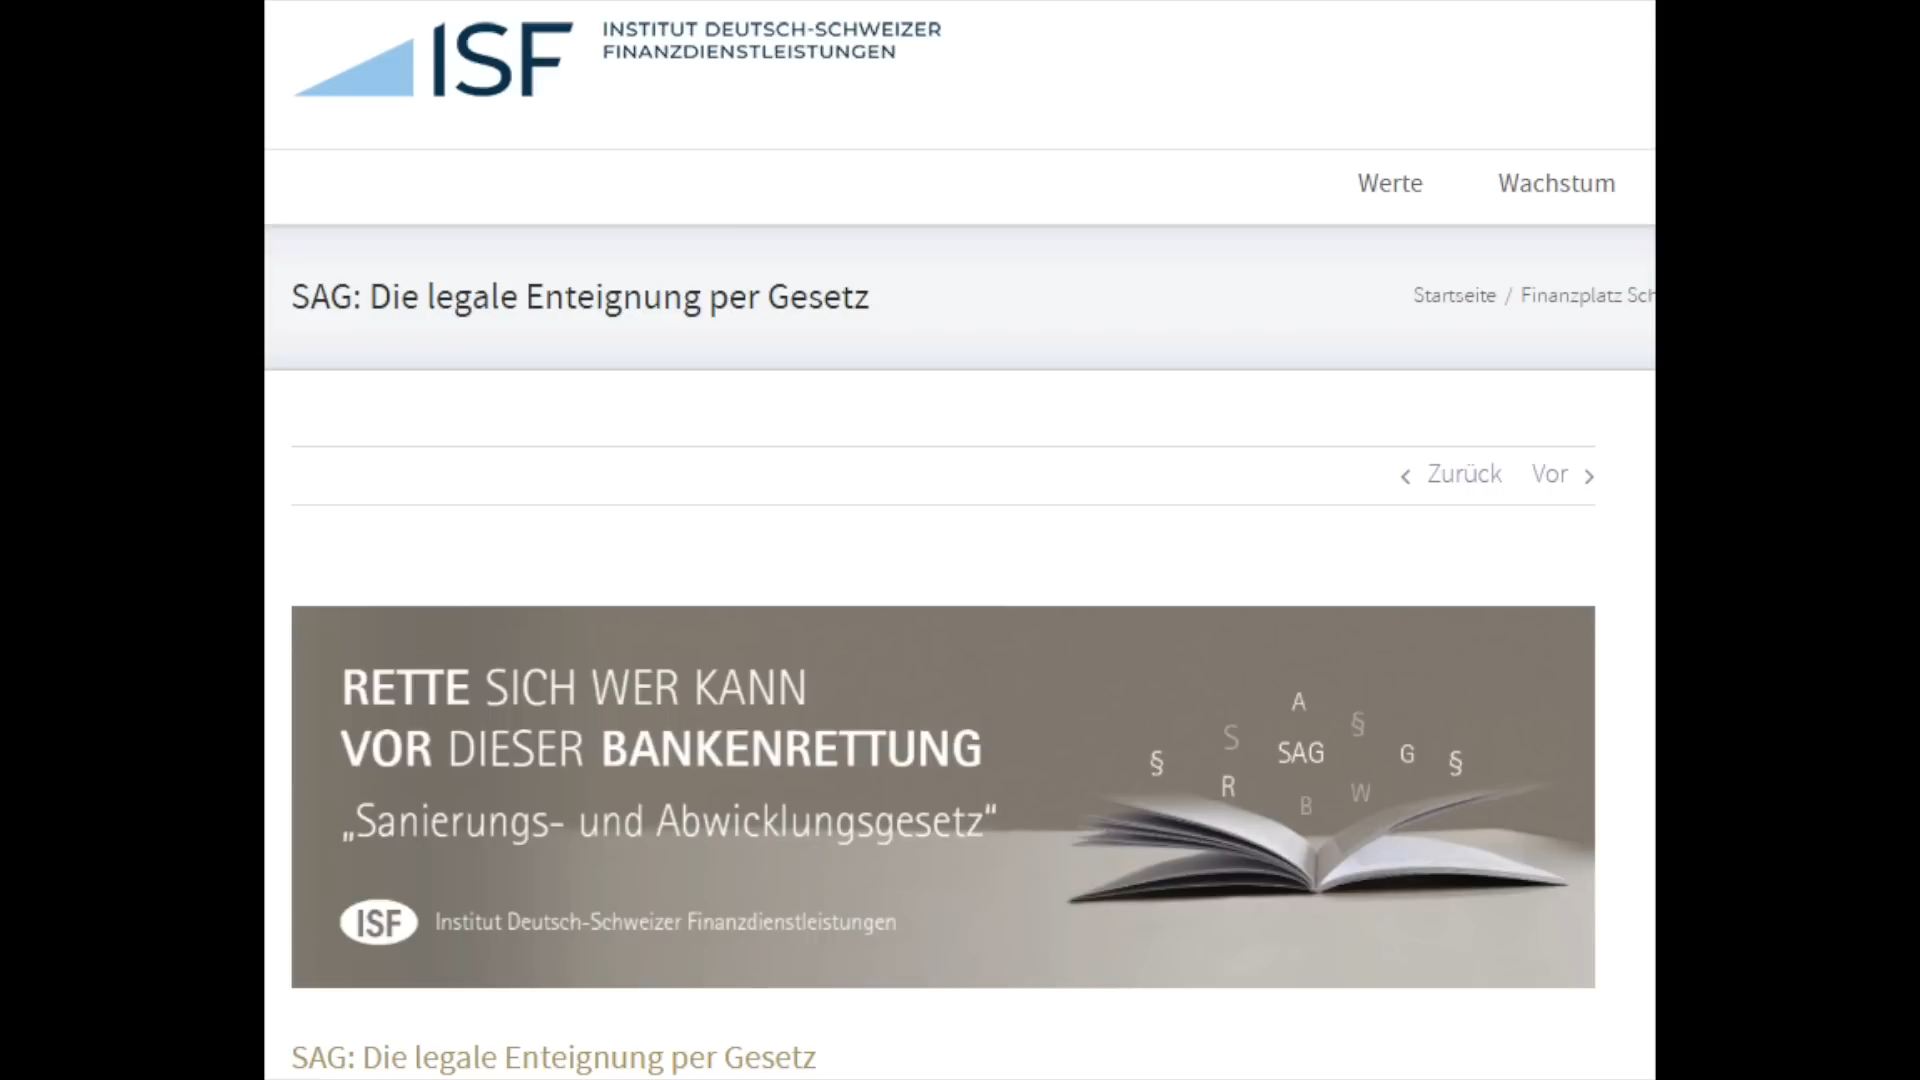 ISF
INSTITUT DEUTSCH-SCHWEIZER
FINANZDIENSTLEISTUNGEN
Werte Wachstum
SAG: Die legale Enteignung per Gesetz
Startseite / Finanzplatz Sch
Zurück Vor
RETTE SICH WER KANN
VOR DIESER BANKENRETTUNG
„Sanierungs- und Abwicklungsgesetz“
A
S §
§ SAG G §
R B W
ISF Institut Deutsch-Schweizer Finanzdienstleistungen
SAG: Die legale Enteignung per Gesetz